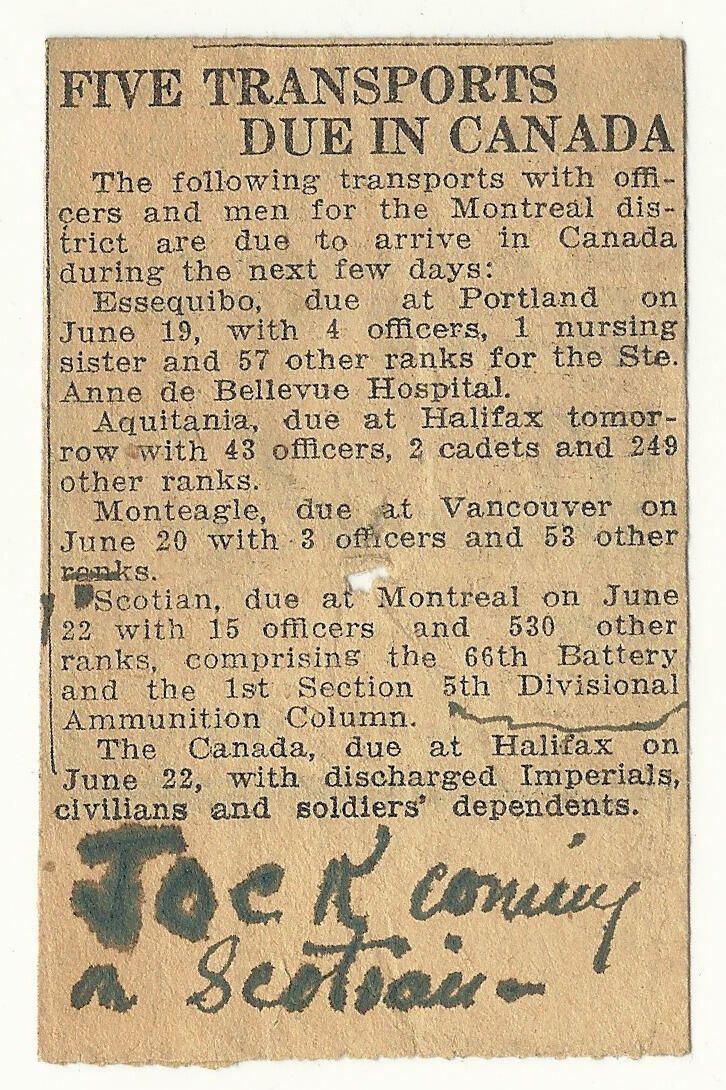 FIVE TRANSPORTS
DUE IN CANADA
The following transports with offi-
cers and men for the Montreal dis-
trict are due to arrive in Canada
during the next few days:
Essequibo, due at Portland on
June 19, with 4 officers, 1 nursing
sister and 57 other ranks for the Ste.
Anne de Bellevue Hospital.
Aquitania, due at Halifax tomor-
row with 43 officers, 2 cadets and 249
other ranks.
Monteagle, due at Vancouver on
June 20 with 3 officers and 53 other
ranks.
Scotian, due at Montreal on June
22 with 15 officers and 530 other
ranks, comprising the 66th Battery
and the 1st Section 5th Divisional
Ammunition Column.
The Canada, due at Halifax on
June 22, with discharged Imperials,
civilians and soldiers' dependents.
Jock coming
on Scotian-